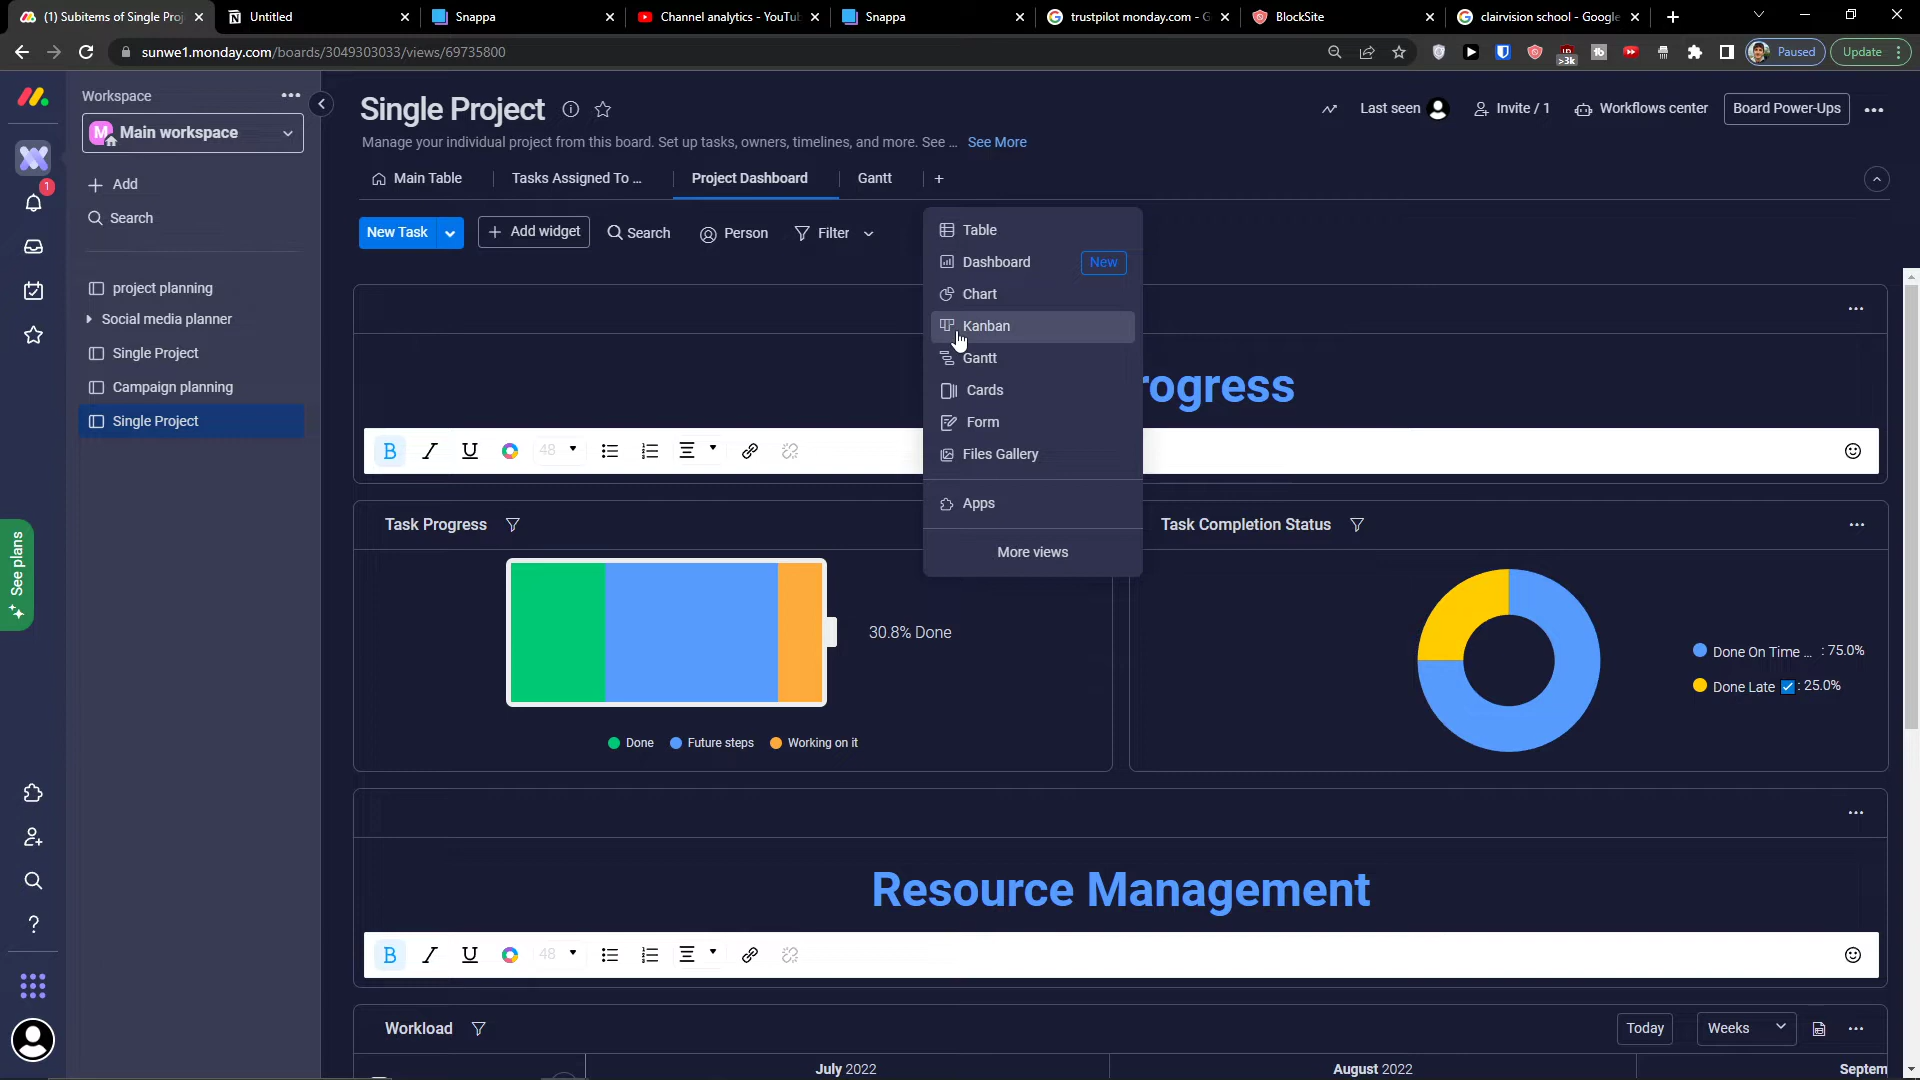 (1) Subitems of Single Proj
Untitled
Snappa
Channel analytics - YouTu
Snappa
trustpilot monday.com - G
BlockSite
clairvision school - Google
sunwe1.monday.com/boards/3049303033/views/69735800
>3k
Paused
Update
Workspace
M
Main workspace
Add
Search
1
project planning
Social media planner
Single Project
Campaign planning
Single Project
See plans
Single Project
Last seen
Invite / 1
Workflows center
Board Power-Ups
Manage your individual project from this board. Set up tasks, owners, timelines, and more. See ... See More
Main Table
Tasks Assigned To ...
Project Dashboard
Gantt
New Task
Add widget
Search
Person
Filter
Table
Dashboard
New
Chart
Kanban
Gantt
Cards
Form
Files Gallery
Apps
More views
rogress
B I U 48
Task Progress
30.8% Done
Done
Future steps
Working on it
Task Completion Status
Done On Time ... : 75.0%
Done Late : 25.0%
Resource Management
B I U 48
Workload
Today
Weeks
July 2022
August 2022
Septem